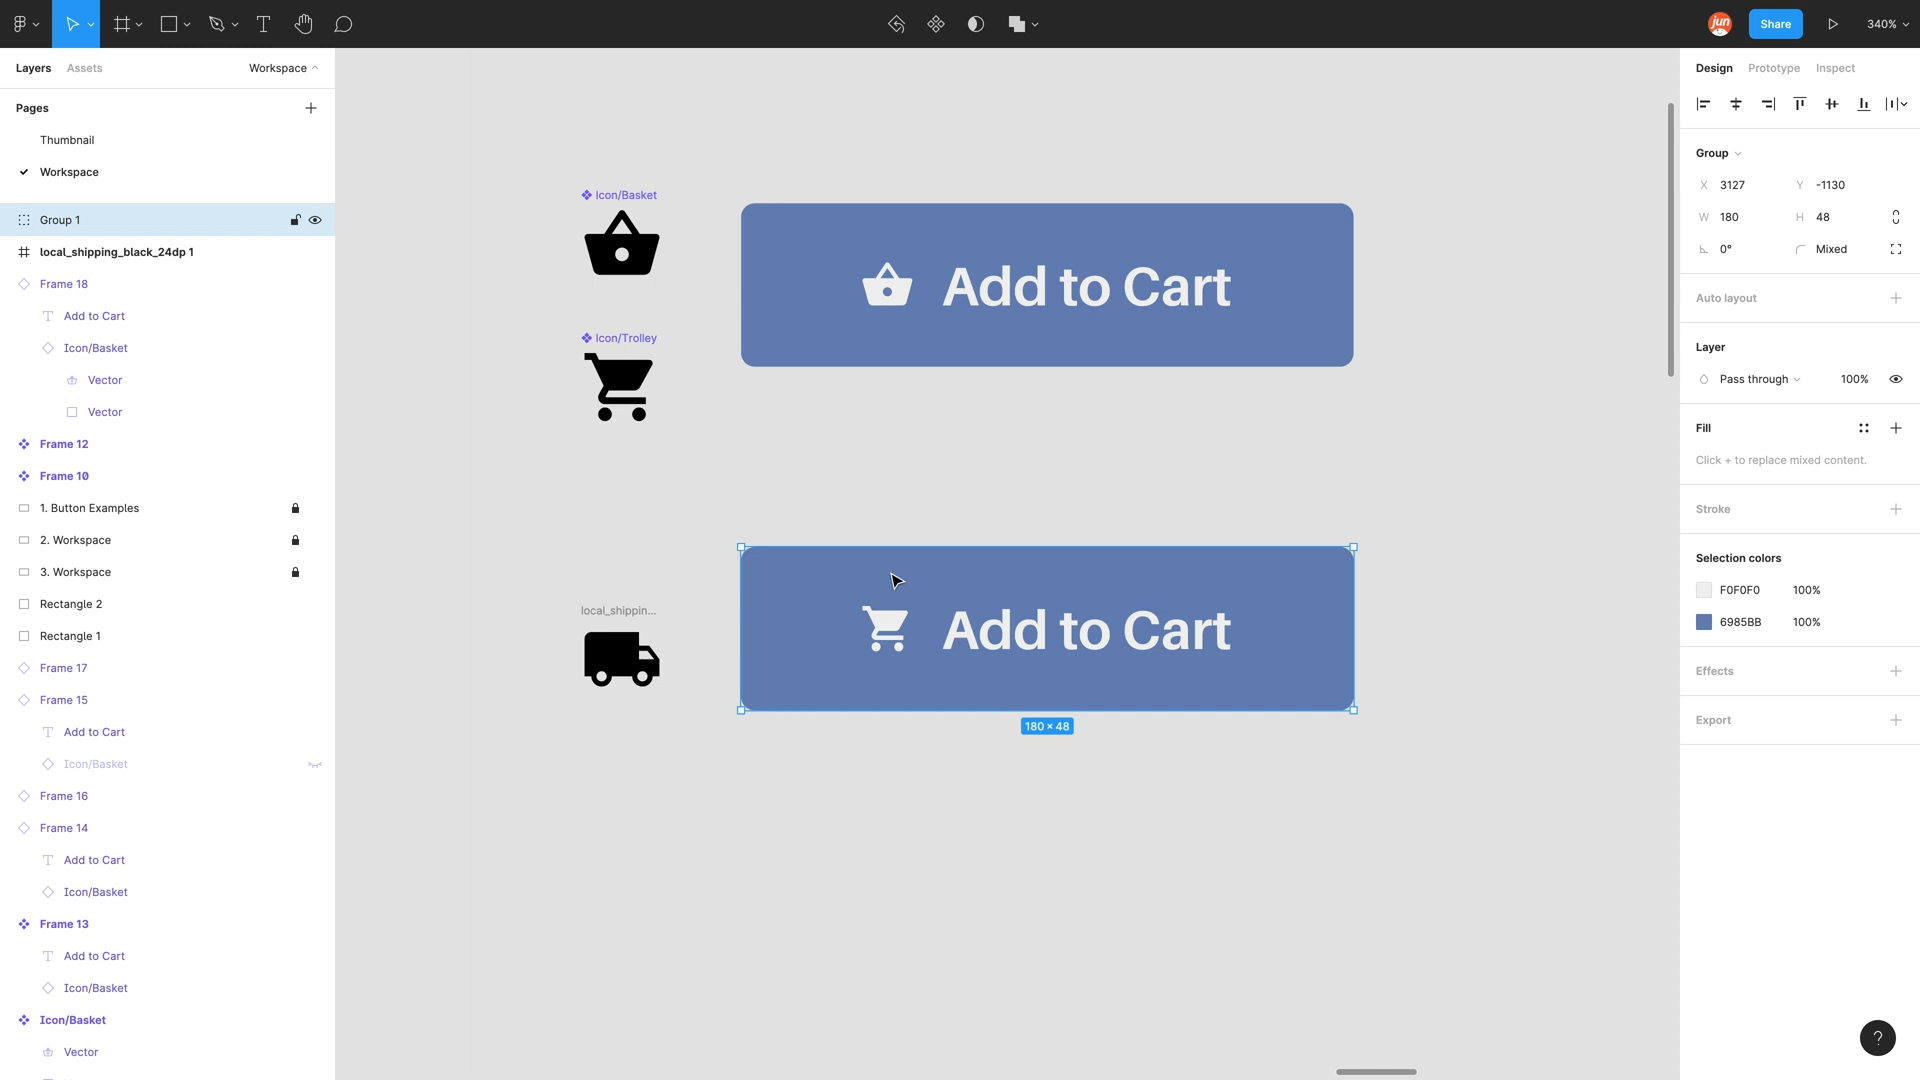 jun
Share
340%
Layers
Assets
Workspace
Pages
Thumbnail
Workspace
Group 1
local_shipping_black_24dp 1
Frame 18
Add to Cart
Icon/Basket
Vector
Vector
Frame 12
Frame 10
1. Button Examples
2. Workspace
3. Workspace
Rectangle 2
Rectangle 1
Frame 17
Frame 15
Add to Cart
Icon/Basket
Frame 16
Frame 14
Add to Cart
Icon/Basket
Frame 13
Add to Cart
Icon/Basket
Icon/Basket
Vector
Icon/Basket
Add to Cart
Icon/Trolley
local_shippin...
Add to Cart
180 × 48
Design
Prototype
Inspect
Group
X 3127 Y -1130
W 180 H 48
0° Mixed
Auto layout
Layer
Pass through 100%
Fill
Click + to replace mixed content.
Stroke
Selection colors
F0F0F0 100%
6985BB 100%
Effects
Export
?